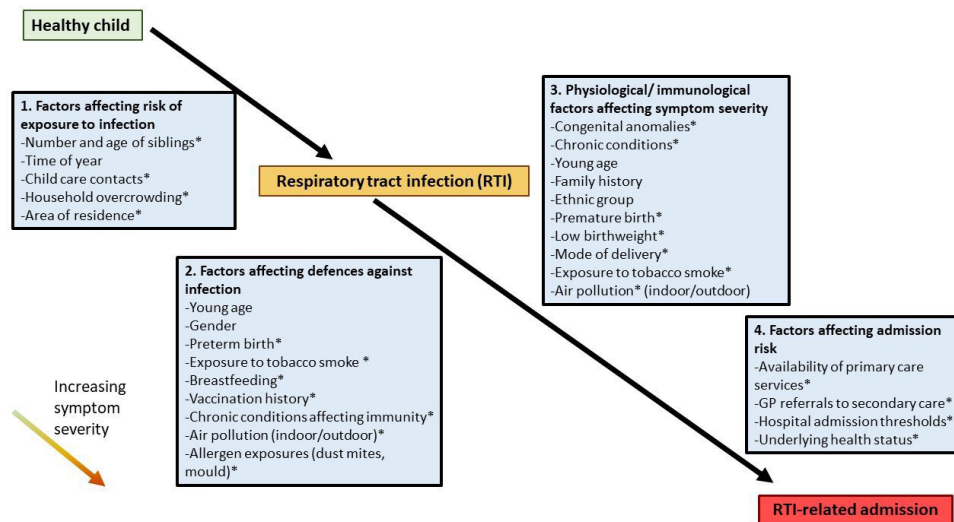 Healthy child
1. Factors affecting risk of
exposure to infection
-Number and age of siblings*
-Time of year
-Child care contacts*
-Household overcrowding*
-Area of residence*
Respiratory tract infection (RTI)
3. Physiological/ immunological
factors affecting symptom severity
-Congenital anomalies*
-Chronic conditions*
-Young age
-Family history
-Ethnic group
-Premature birth*
-Low birthweight*
-Mode of delivery*
-Exposure to tobacco smoke*
-Air pollution* (indoor/outdoor)
2. Factors affecting defences against
infection
-Young age
-Gender
-Preterm birth*
-Exposure to tobacco smoke *
-Breastfeeding*
-Vaccination history*
-Chronic conditions affecting immunity*
-Air pollution (indoor/outdoor)*
-Allergen exposures (dust mites,
mould)*
4. Factors affecting admission
risk
-Availability of primary care
services*
-GP referrals to secondary care*
-Hospital admission thresholds*
-Underlying health status*
Increasing
symptom
severity
RTI-related admission